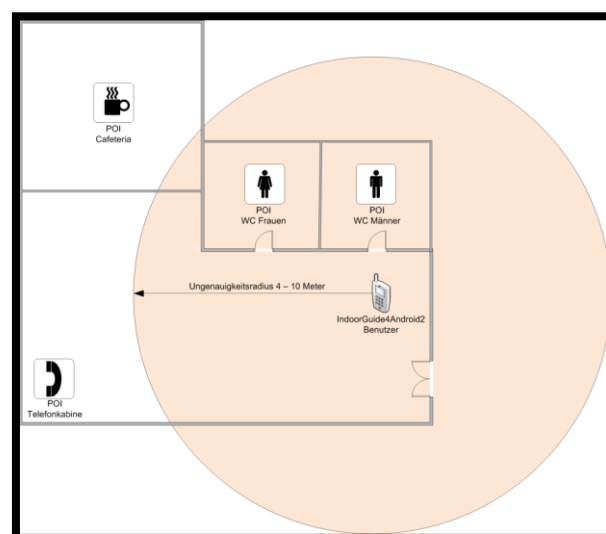 POI
Cafeteria
POI
WC Frauen
POI
WC Männer
Ungenauigkeitsradius 4 – 10 Meter
IndoorGuide4Android2
Benutzer
POI
Telefonkabine